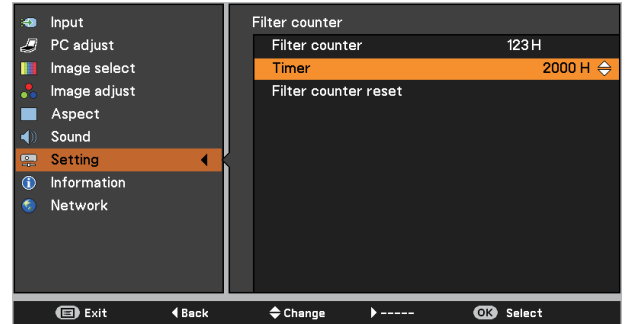 Input
PC adjust
Image select
Image adjust
Aspect
Sound
Setting
Information
Network
Filter counter
Filter counter 123 H
Timer 2000 H
Filter counter reset
Exit Back Change ----- OK Select